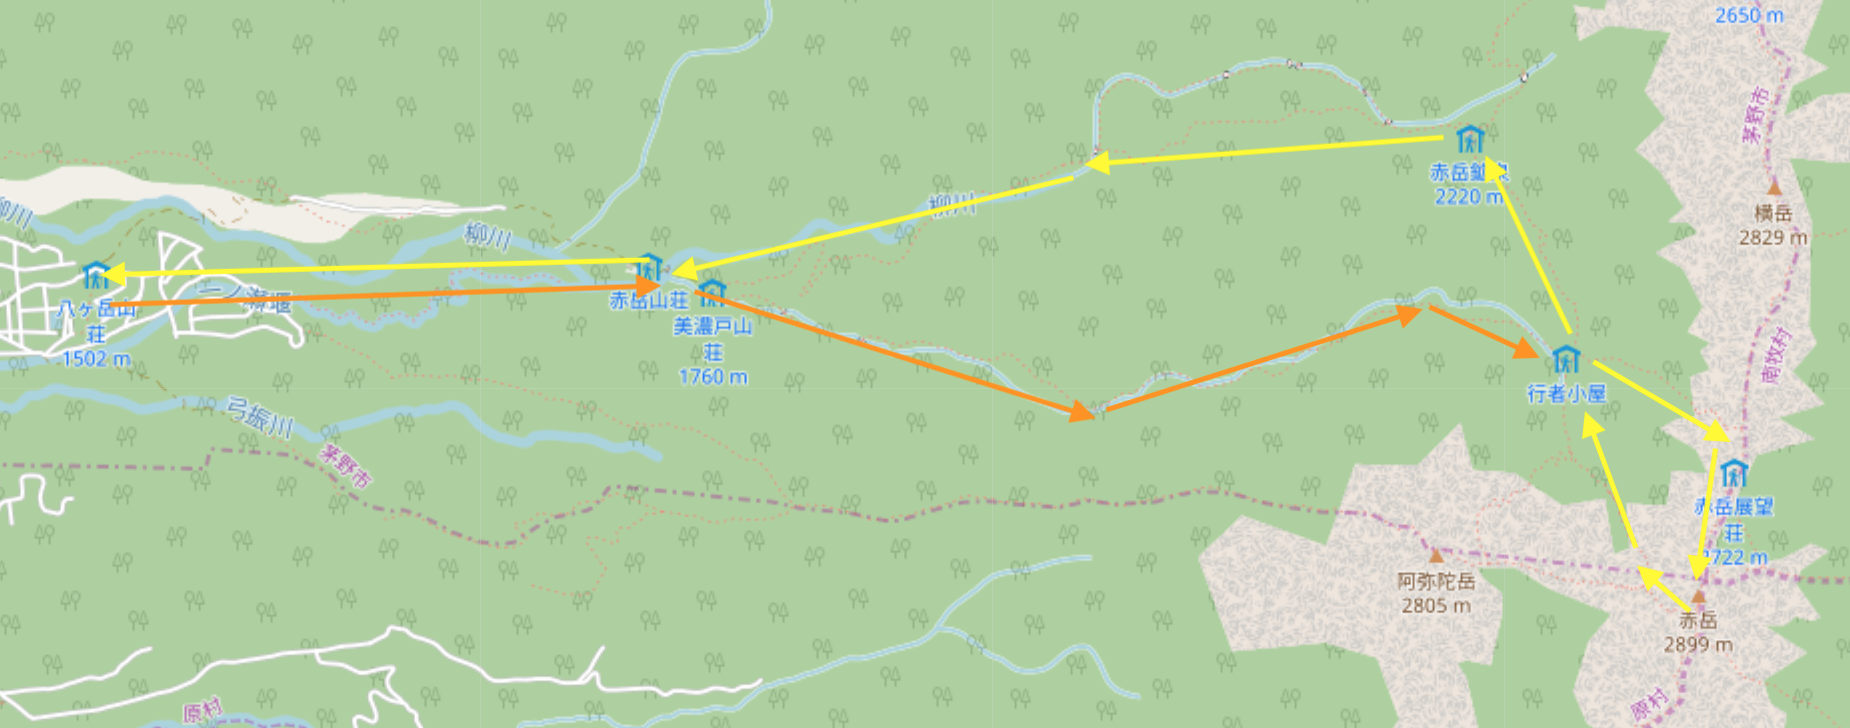 2650 m
茅野市
赤岳鉱泉
2220 m
横岳
2829 m
柳川
柳川
柳川
一ノ瀬堰
八ヶ岳山
荘
1502 m
赤岳山荘
美濃戸山
荘
1760 m
南牧村
行者小屋
弓振川
茅野市
赤岳展望
荘
2722 m
阿弥陀岳
2805 m
赤岳
2899 m
原村
原村